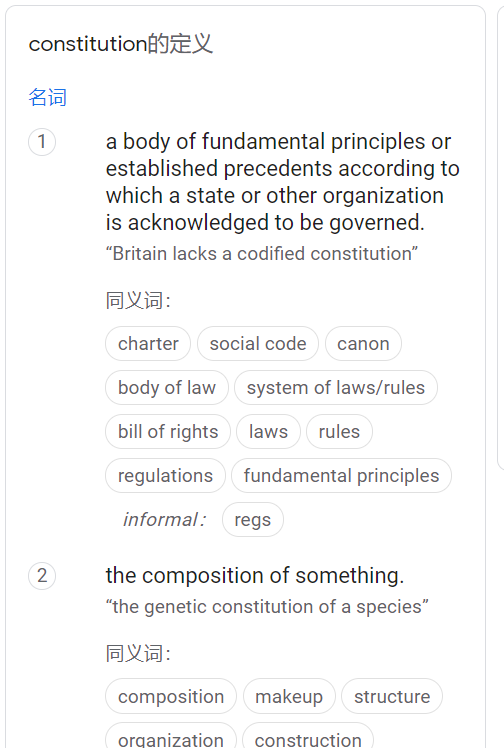 constitution的定义
名词
1 a body of fundamental principles or
established precedents according to
which a state or other organization
is acknowledged to be governed.
“Britain lacks a codified constitution”
同义词：
charter social code canon
body of law system of laws/rules
bill of rights laws rules
regulations fundamental principles
informal： regs
2 the composition of something.
“the genetic constitution of a species”
同义词：
composition makeup structure
organization construction